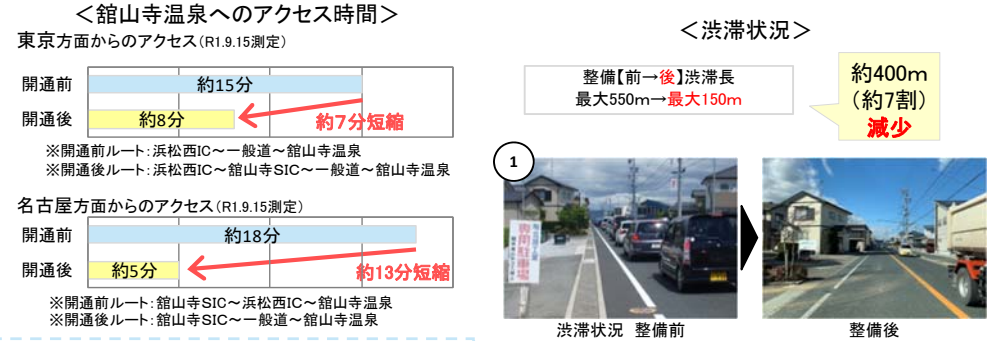 ＜舘山寺温泉へのアクセス時間＞
東京方面からのアクセス(R1.9.15測定)
開通前
約15分
開通後
約8分
約7分短縮
※開通前ルート：浜松西IC～一般道～舘山寺温泉
※開通後ルート：浜松西IC～舘山寺SIC～一般道～舘山寺温泉
名古屋方面からのアクセス(R1.9.15測定)
開通前
約18分
開通後
約5分
約13分短縮
※開通前ルート：舘山寺SIC～浜松西IC～舘山寺温泉
※開通後ルート：舘山寺SIC～一般道～舘山寺温泉
＜渋滞状況＞
整備【前→後】渋滞長
最大550m→最大150m
約400m
（約7割）
減少
1
専用駐車場
渋滞状況　整備前
整備後